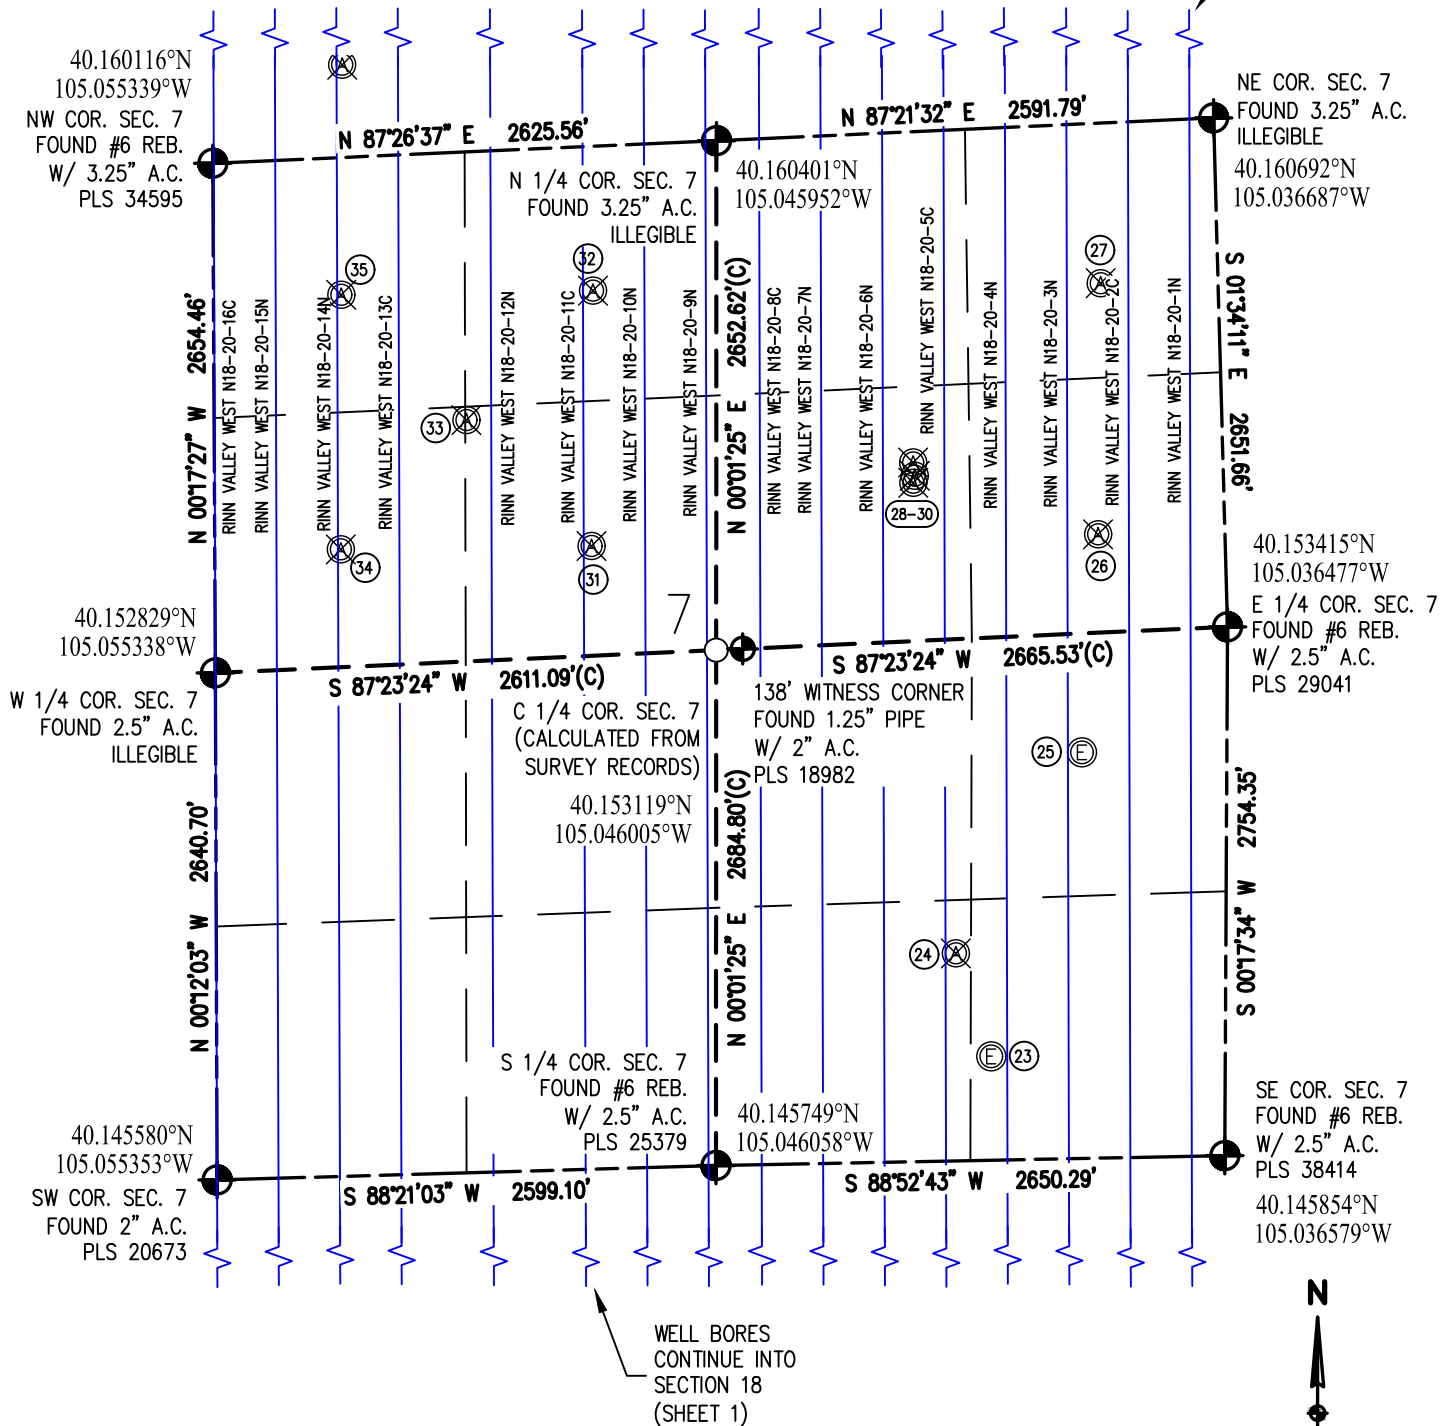 40.160116°N
105.055339°W
NW COR. SEC. 7
FOUND #6 REB.
W/ 3.25" A.C.
PLS 34595
N 87°26'37" E 2625.56'
N 87°21'32" E 2591.79'
NE COR. SEC. 7
FOUND 3.25" A.C.
ILLEGIBLE
40.160692°N
105.036687°W
N 1/4 COR. SEC. 7
FOUND 3.25" A.C.
ILLEGIBLE
40.160401°N
105.045952°W
35
32
27
33
28-30
34
31
26
N 00°17'27" W 2654.46'
RINN VALLEY WEST N18-20-16C
RINN VALLEY WEST N18-20-15N
RINN VALLEY WEST N18-20-14N
RINN VALLEY WEST N18-20-13C
RINN VALLEY WEST N18-20-12N
RINN VALLEY WEST N18-20-11C
RINN VALLEY WEST N18-20-10N
RINN VALLEY WEST N18-20-9N
N 00°01'25" E 2652.62'(C)
RINN VALLEY WEST N18-20-8C
RINN VALLEY WEST N18-20-7N
RINN VALLEY WEST N18-20-6N
RINN VALLEY WEST N18-20-5C
RINN VALLEY WEST N18-20-4N
RINN VALLEY WEST N18-20-3N
RINN VALLEY WEST N18-20-2C
RINN VALLEY WEST N18-20-1N
S 01°34'11" E 2651.66'
40.153415°N
105.036477°W
E 1/4 COR. SEC. 7
FOUND #6 REB.
W/ 2.5" A.C.
PLS 29041
40.152829°N
105.055338°W
W 1/4 COR. SEC. 7
FOUND 2.5" A.C.
ILLEGIBLE
7
S 87°23'24" W 2611.09'(C)
S 87°23'24" W 2665.53'(C)
C 1/4 COR. SEC. 7
(CALCULATED FROM
SURVEY RECORDS)
40.153119°N
105.046005°W
138' WITNESS CORNER
FOUND 1.25" PIPE
W/ 2" A.C.
PLS 18982
25 E
N 00°12'03" W 2640.70'
N 00°01'25" E 2684.80'(C)
S 00°17'34" W 2754.35'
24
E 23
S 1/4 COR. SEC. 7
FOUND #6 REB.
W/ 2.5" A.C.
PLS 25379
40.145749°N
105.046058°W
SE COR. SEC. 7
FOUND #6 REB.
W/ 2.5" A.C.
PLS 38414
40.145854°N
105.036579°W
40.145580°N
105.055353°W
SW COR. SEC. 7
FOUND 2" A.C.
PLS 20673
S 88°21'03" W 2599.10'
S 88°52'43" W 2650.29'
WELL BORES
CONTINUE INTO
SECTION 18
(SHEET 1)
N